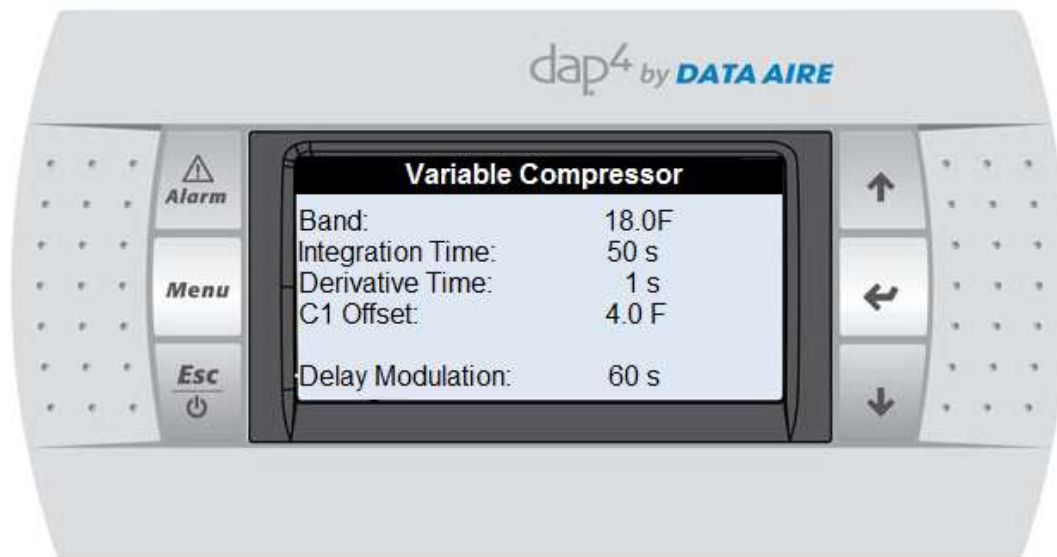 dap4 by DATA AIRE
Alarm
Menu
Esc
Variable Compressor
Band: 18.0F
Integration Time: 50 s
Derivative Time: 1 s
C1 Offset: 4.0 F
Delay Modulation: 60 s